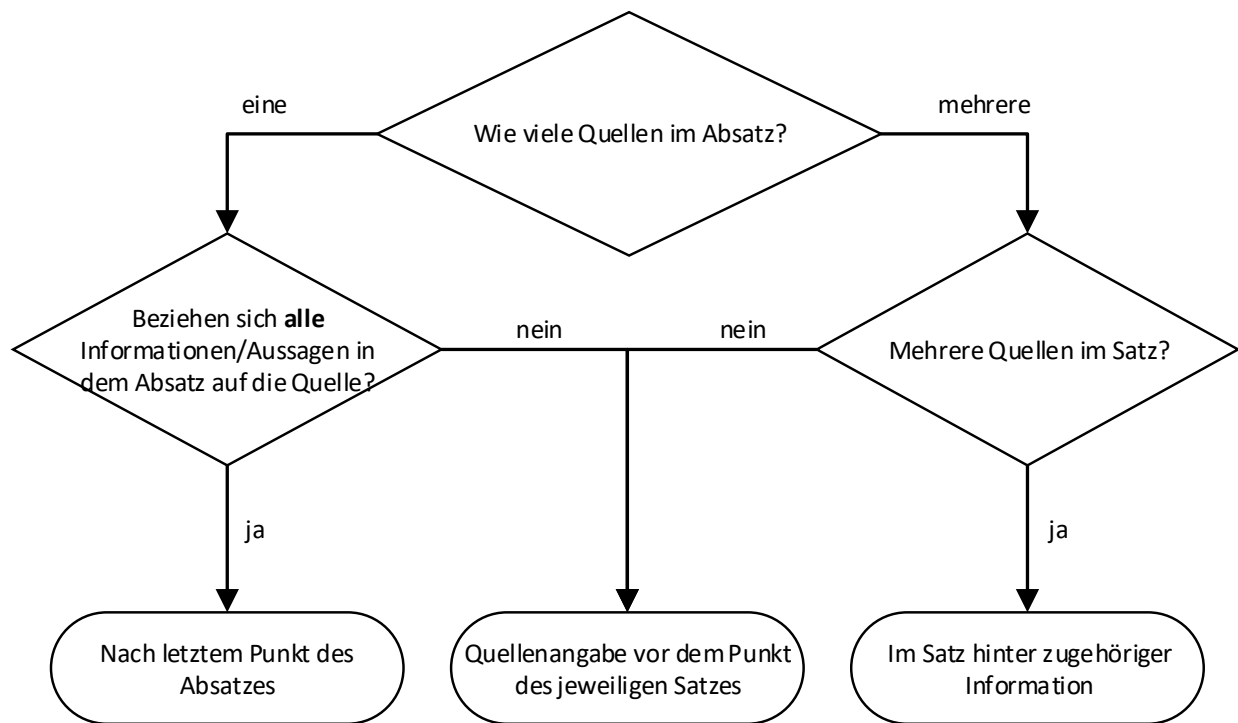 eine
mehrere
Wie viele Quellen im Absatz?
Beziehen sich alle
Informationen/Aussagen in
dem Absatz auf die Quelle?
nein
nein
Mehrere Quellen im Satz?
ja
ja
Nach letztem Punkt des
Absatzes
Quellenangabe vor dem Punkt
des jeweiligen Satzes
Im Satz hinter zugehöriger
Information